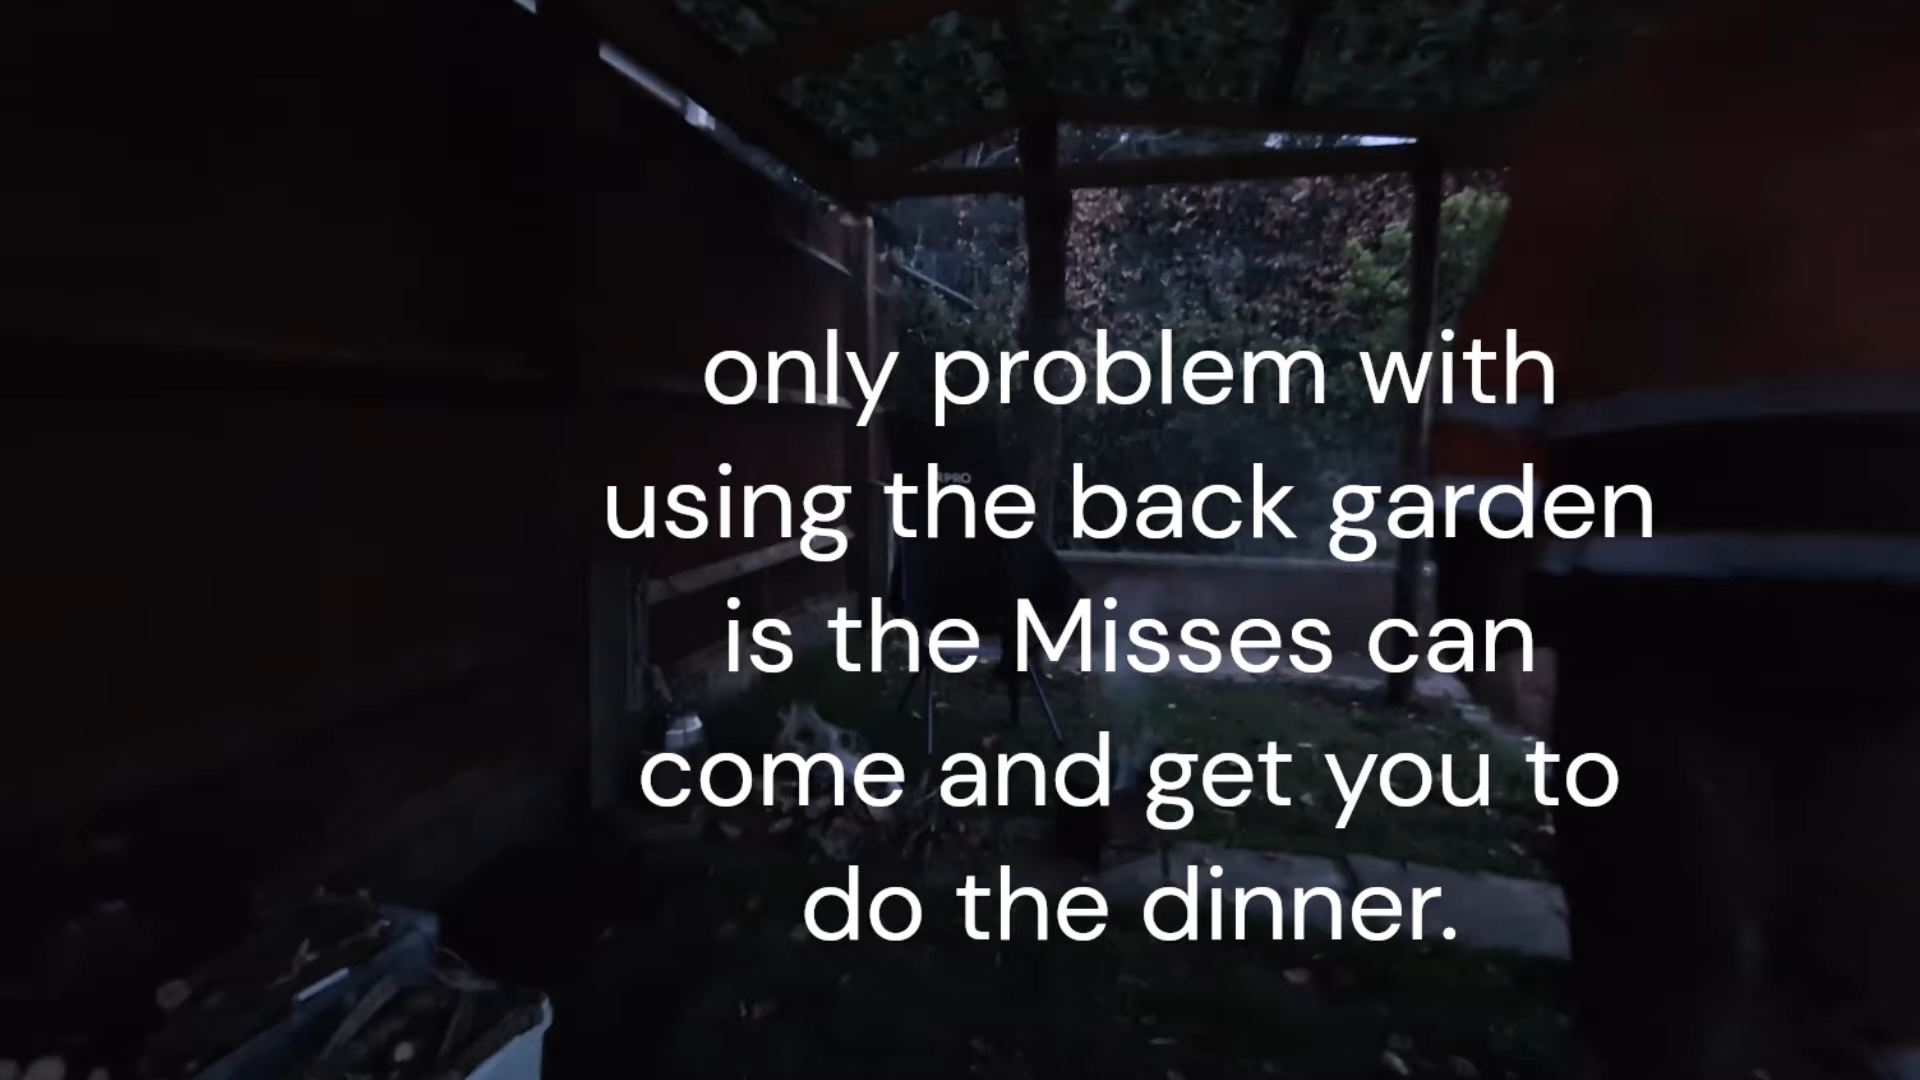 only problem with
using the back garden
is the Misses can
come and get you to
do the dinner.